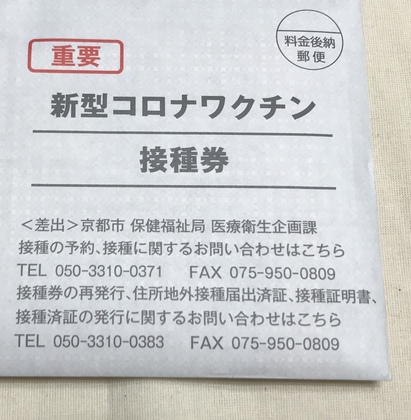 料金後納
郵便
重要
新型コロナワクチン
接種券
＜差出＞京都市 保健福祉局 医療衛生企画課
接種の予約、接種に関するお問い合わせはこちら
TEL 050-3310-0371 FAX 075-950-0809
接種券の再発行、住所地外接種届出済証、接種証明書、
接種済証の発行に関するお問い合わせはこちら
TEL 050-3310-0383 FAX 075-950-0809